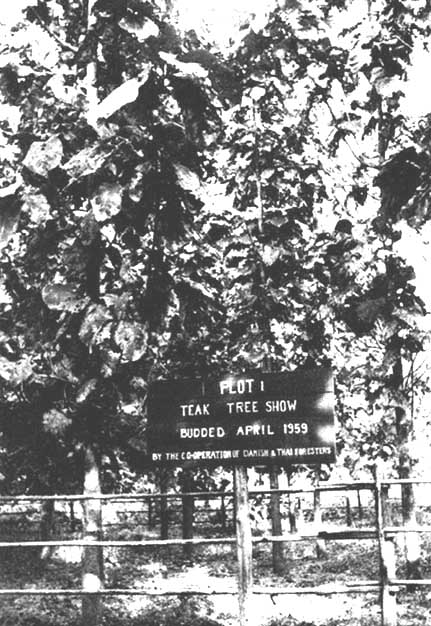 PLOT 1
TEAK TREE SHOW
BUDDED APRIL 1959
BY THE CO-OPERATION OF DANISH & THAI FORESTERS